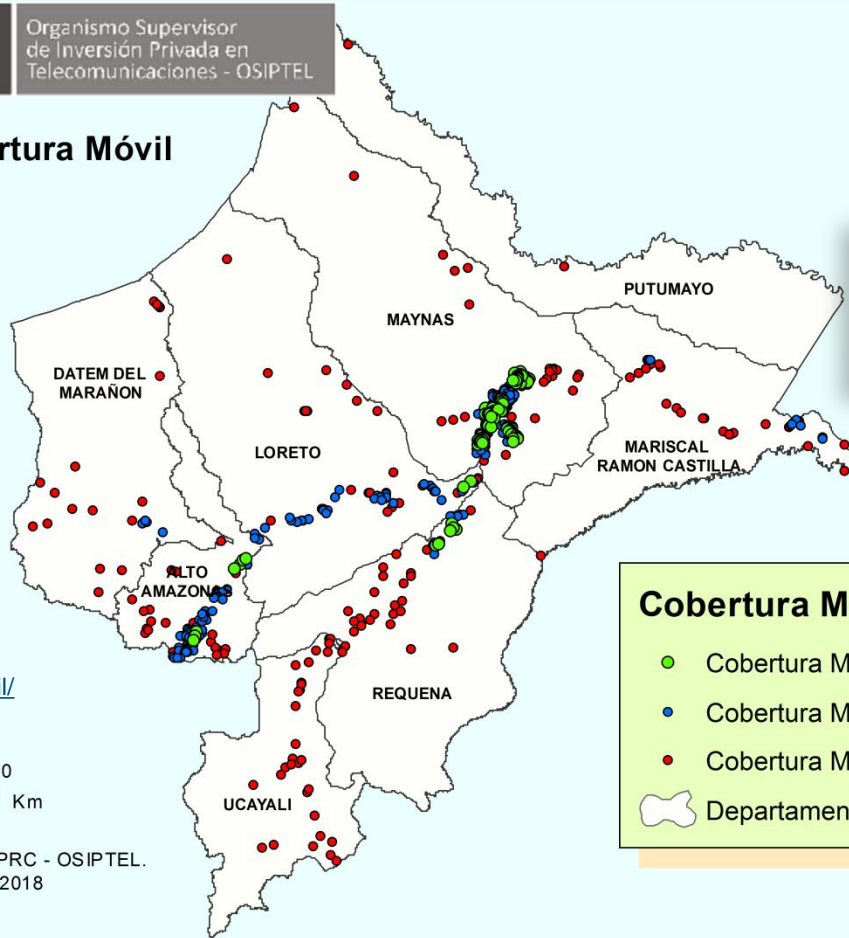 Organismo Supervisor
de Inversión Privada en
Telecomunicaciones - OSIPTEL
rtura Móvil
PUTUMAYO
MAYNAS
DATEM DEL
MARAÑON
LORETO
MARISCAL
RAMON CASTILLA
ALTO
AMAZONAS
REQUENA
UCAYALI
il/
0
Km
PRC - OSIPTEL.
2018
Cobertura M
Cobertura M
Cobertura M
Cobertura M
Departamen